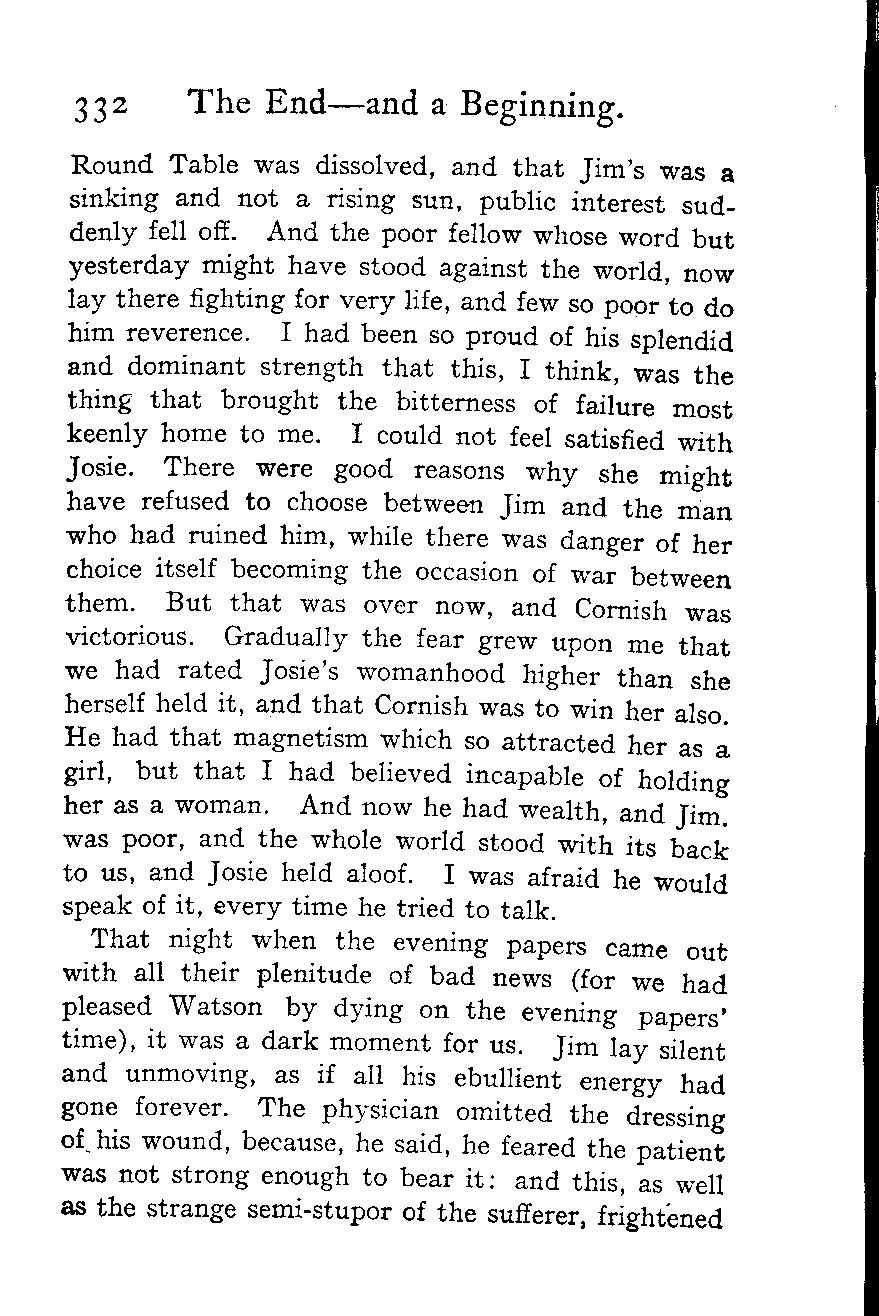 332 The End—and a Beginning.
Round Table was dissolved, and that Jim's was a
sinking and not a rising sun, public interest sud-
denly fell off. And the poor fellow whose word but
yesterday might have stood against the world, now
lay there fighting for very life, and few so poor to do
him reverence. I had been so proud of his splendid
and dominant strength that this, I think, was the
thing that brought the bitterness of failure most
keenly home to me. I could not feel satisfied with
Josie. There were good reasons why she might
have refused to choose between Jim and the man
who had ruined him, while there was danger of her
choice itself becoming the occasion of war between
them. But that was over now, and Cornish was
victorious. Gradually the fear grew upon me that
we had rated Josie's womanhood higher than she
herself held it, and that Cornish was to win her also.
He had that magnetism which so attracted her as a
girl, but that I had believed incapable of holding
her as a woman. And now he had wealth, and Jim.
was poor, and the whole world stood with its back
to us, and Josie held aloof. I was afraid he would
speak of it, every time he tried to talk.
That night when the evening papers came out
with all their plenitude of bad news (for we had
pleased Watson by dying on the evening papers'
time), it was a dark moment for us. Jim lay silent
and unmoving, as if all his ebullient energy had
gone forever. The physician omitted the dressing
of his wound, because, he said, he feared the patient
was not strong enough to bear it: and this, as well
as the strange semi-stupor of the sufferer, frightened